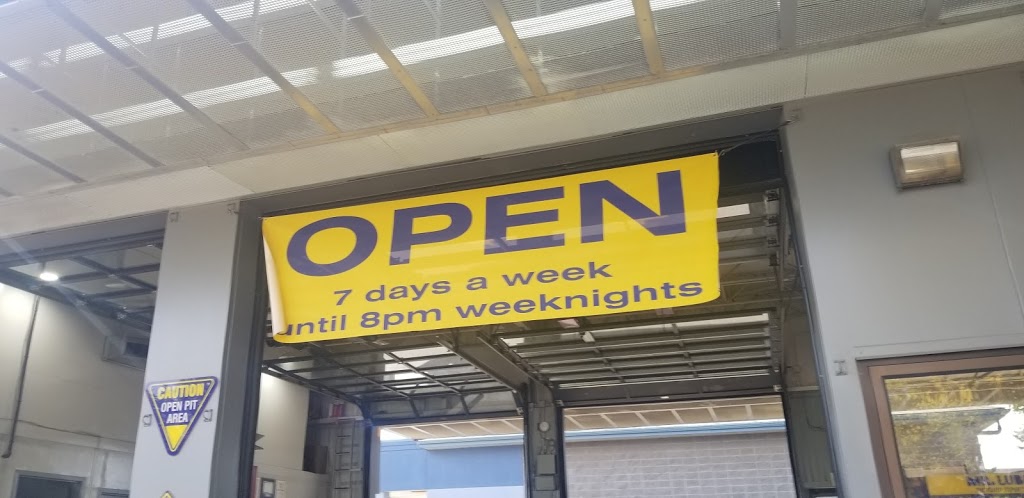 OPEN
7 days a week
until 8pm weeknights
CAUTION
OPEN PIT
AREA